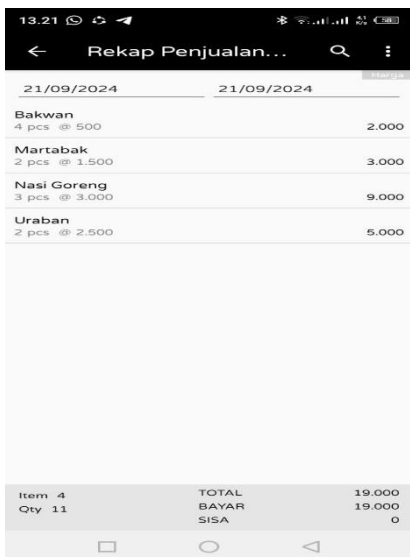 13.21
Rekap Penjualan...
Harga
21/09/2024 21/09/2024
Bakwan
4 pcs @ 500 2.000
Martabak
2 pcs @ 1.500 3.000
Nasi Goreng
3 pcs @ 3.000 9.000
Uraban
2 pcs @ 2.500 5.000
Item 4 TOTAL 19.000
Qty 11 BAYAR 19.000
SISA 0